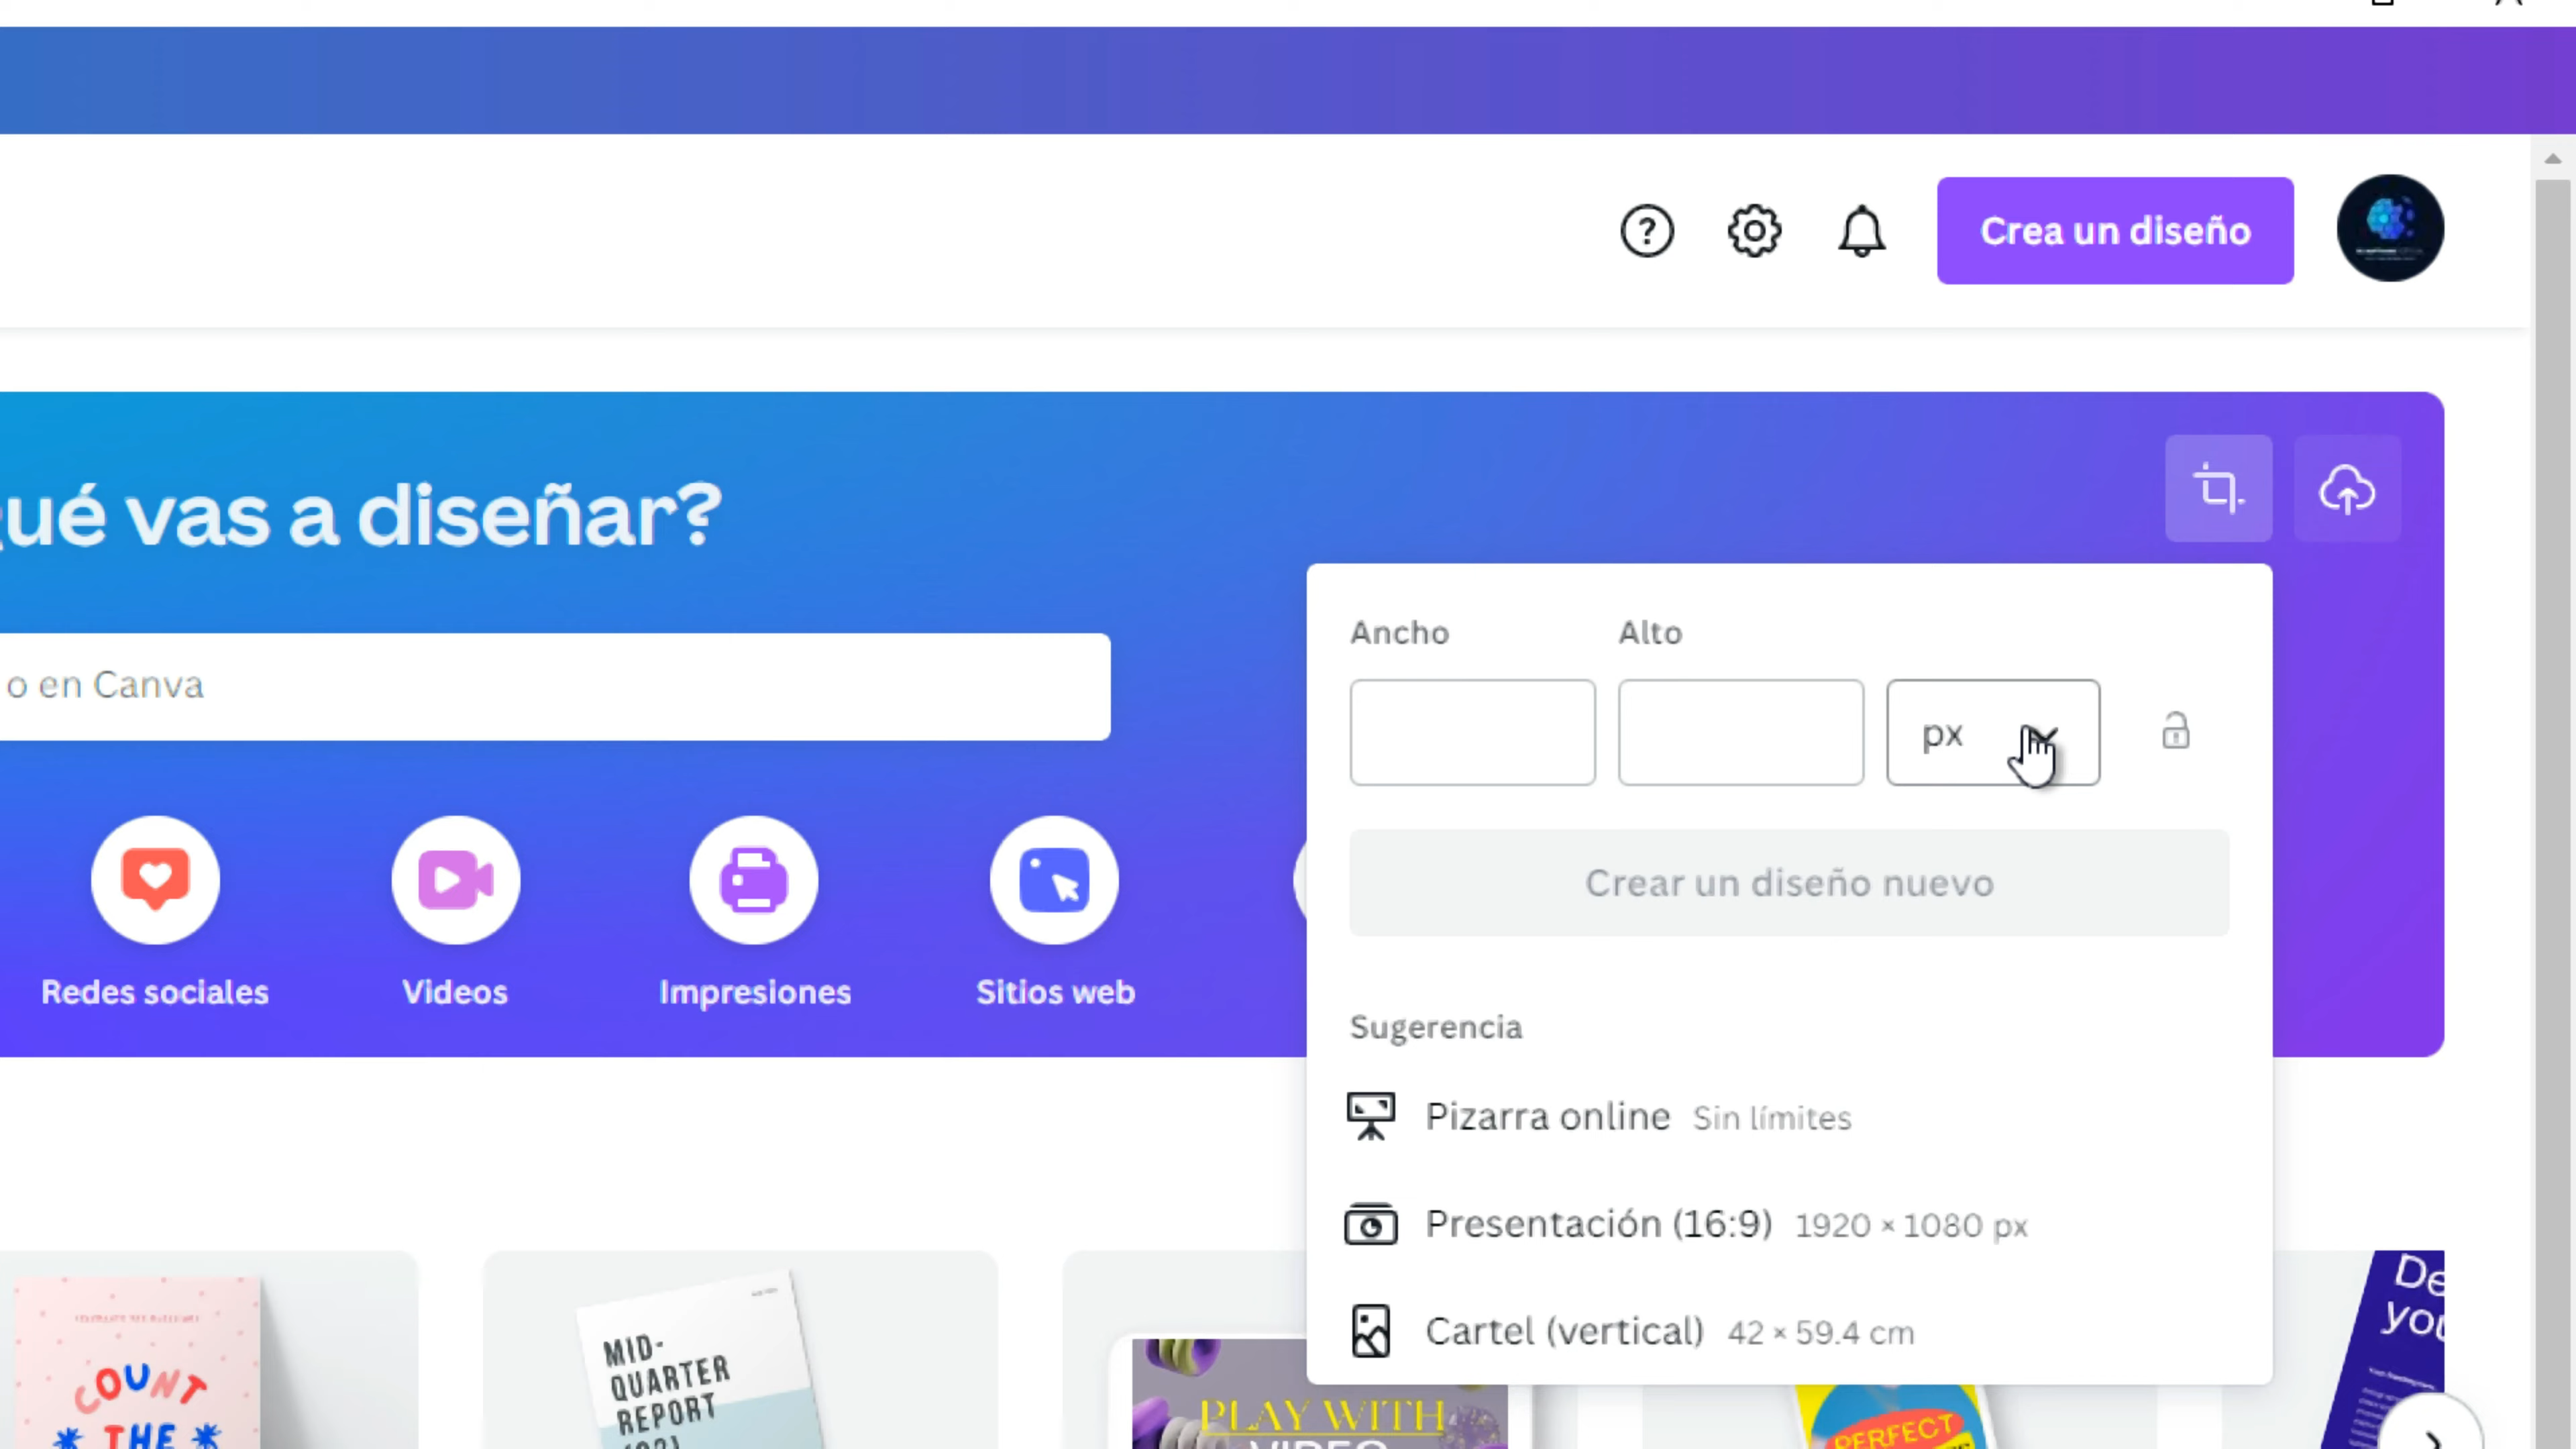 Crea un diseño
ué vas a diseñar?
o en Canva
Ancho
Alto
px
Crear un diseño nuevo
Redes sociales
Videos
Impresiones
Sitios web
Sugerencia
Pizarra online Sin límites
Presentación (16:9) 1920 × 1080 px
Cartel (vertical) 42 × 59.4 cm
COUNT
THE
MID-
QUARTER
REPORT
PLAY WITH
VIDEO
PERFECT
De
you